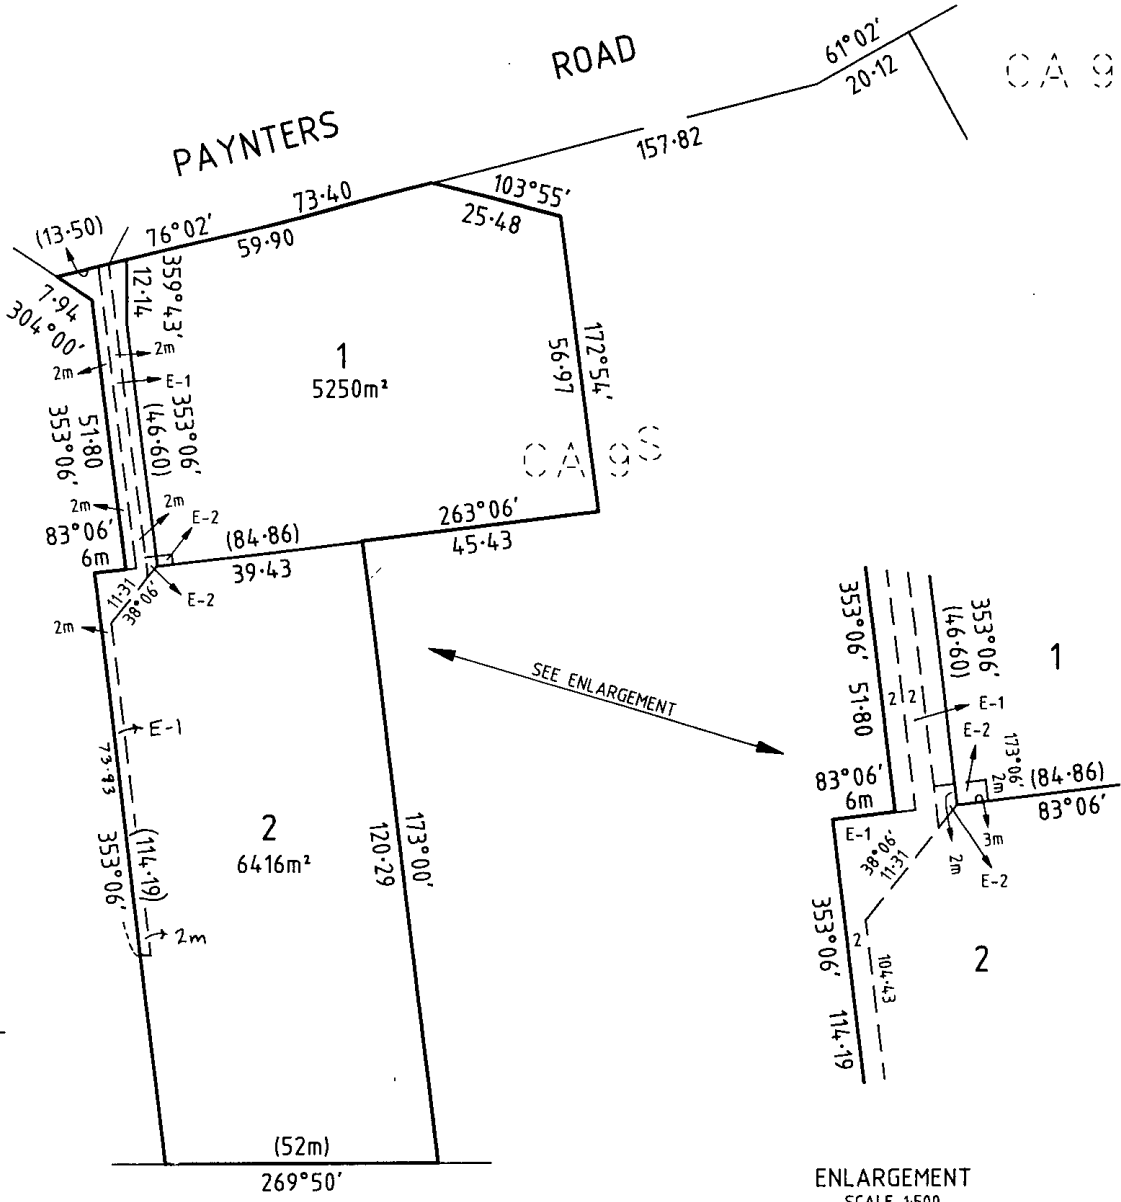 ROAD
61°02'
20·12
CA 9
PAYNTERS
157·82
73·40
103°55'
25·48
(13·50)
76°02'
59·90
12·14
359°43'
7·94
304°00'
2m
2m
E-1
1
5250m²
172°54'
56·97
353°06'
51·80
353°06'
(46·60)
CA 9S
2m
2m
E-2
83°06'
6m
(84·86)
39·43
263°06'
45·43
11·31
38°06'
E-2
2m
SEE ENLARGEMENT
E-1
73·93
353°06'
(114·19)
2m
2
6416m²
173°00'
120·29
(52m)
269°50'
353°06'
51·80
353°06'
(46·60)
1
2
2
E-1
E-2
173°06'
2m
(84·86)
83°06'
83°06'
6m
E-1
38°06'
11·31
2m
3m
E-2
353°06'
114·19
2
104·43
2
ENLARGEMENT
SCALE 1:500